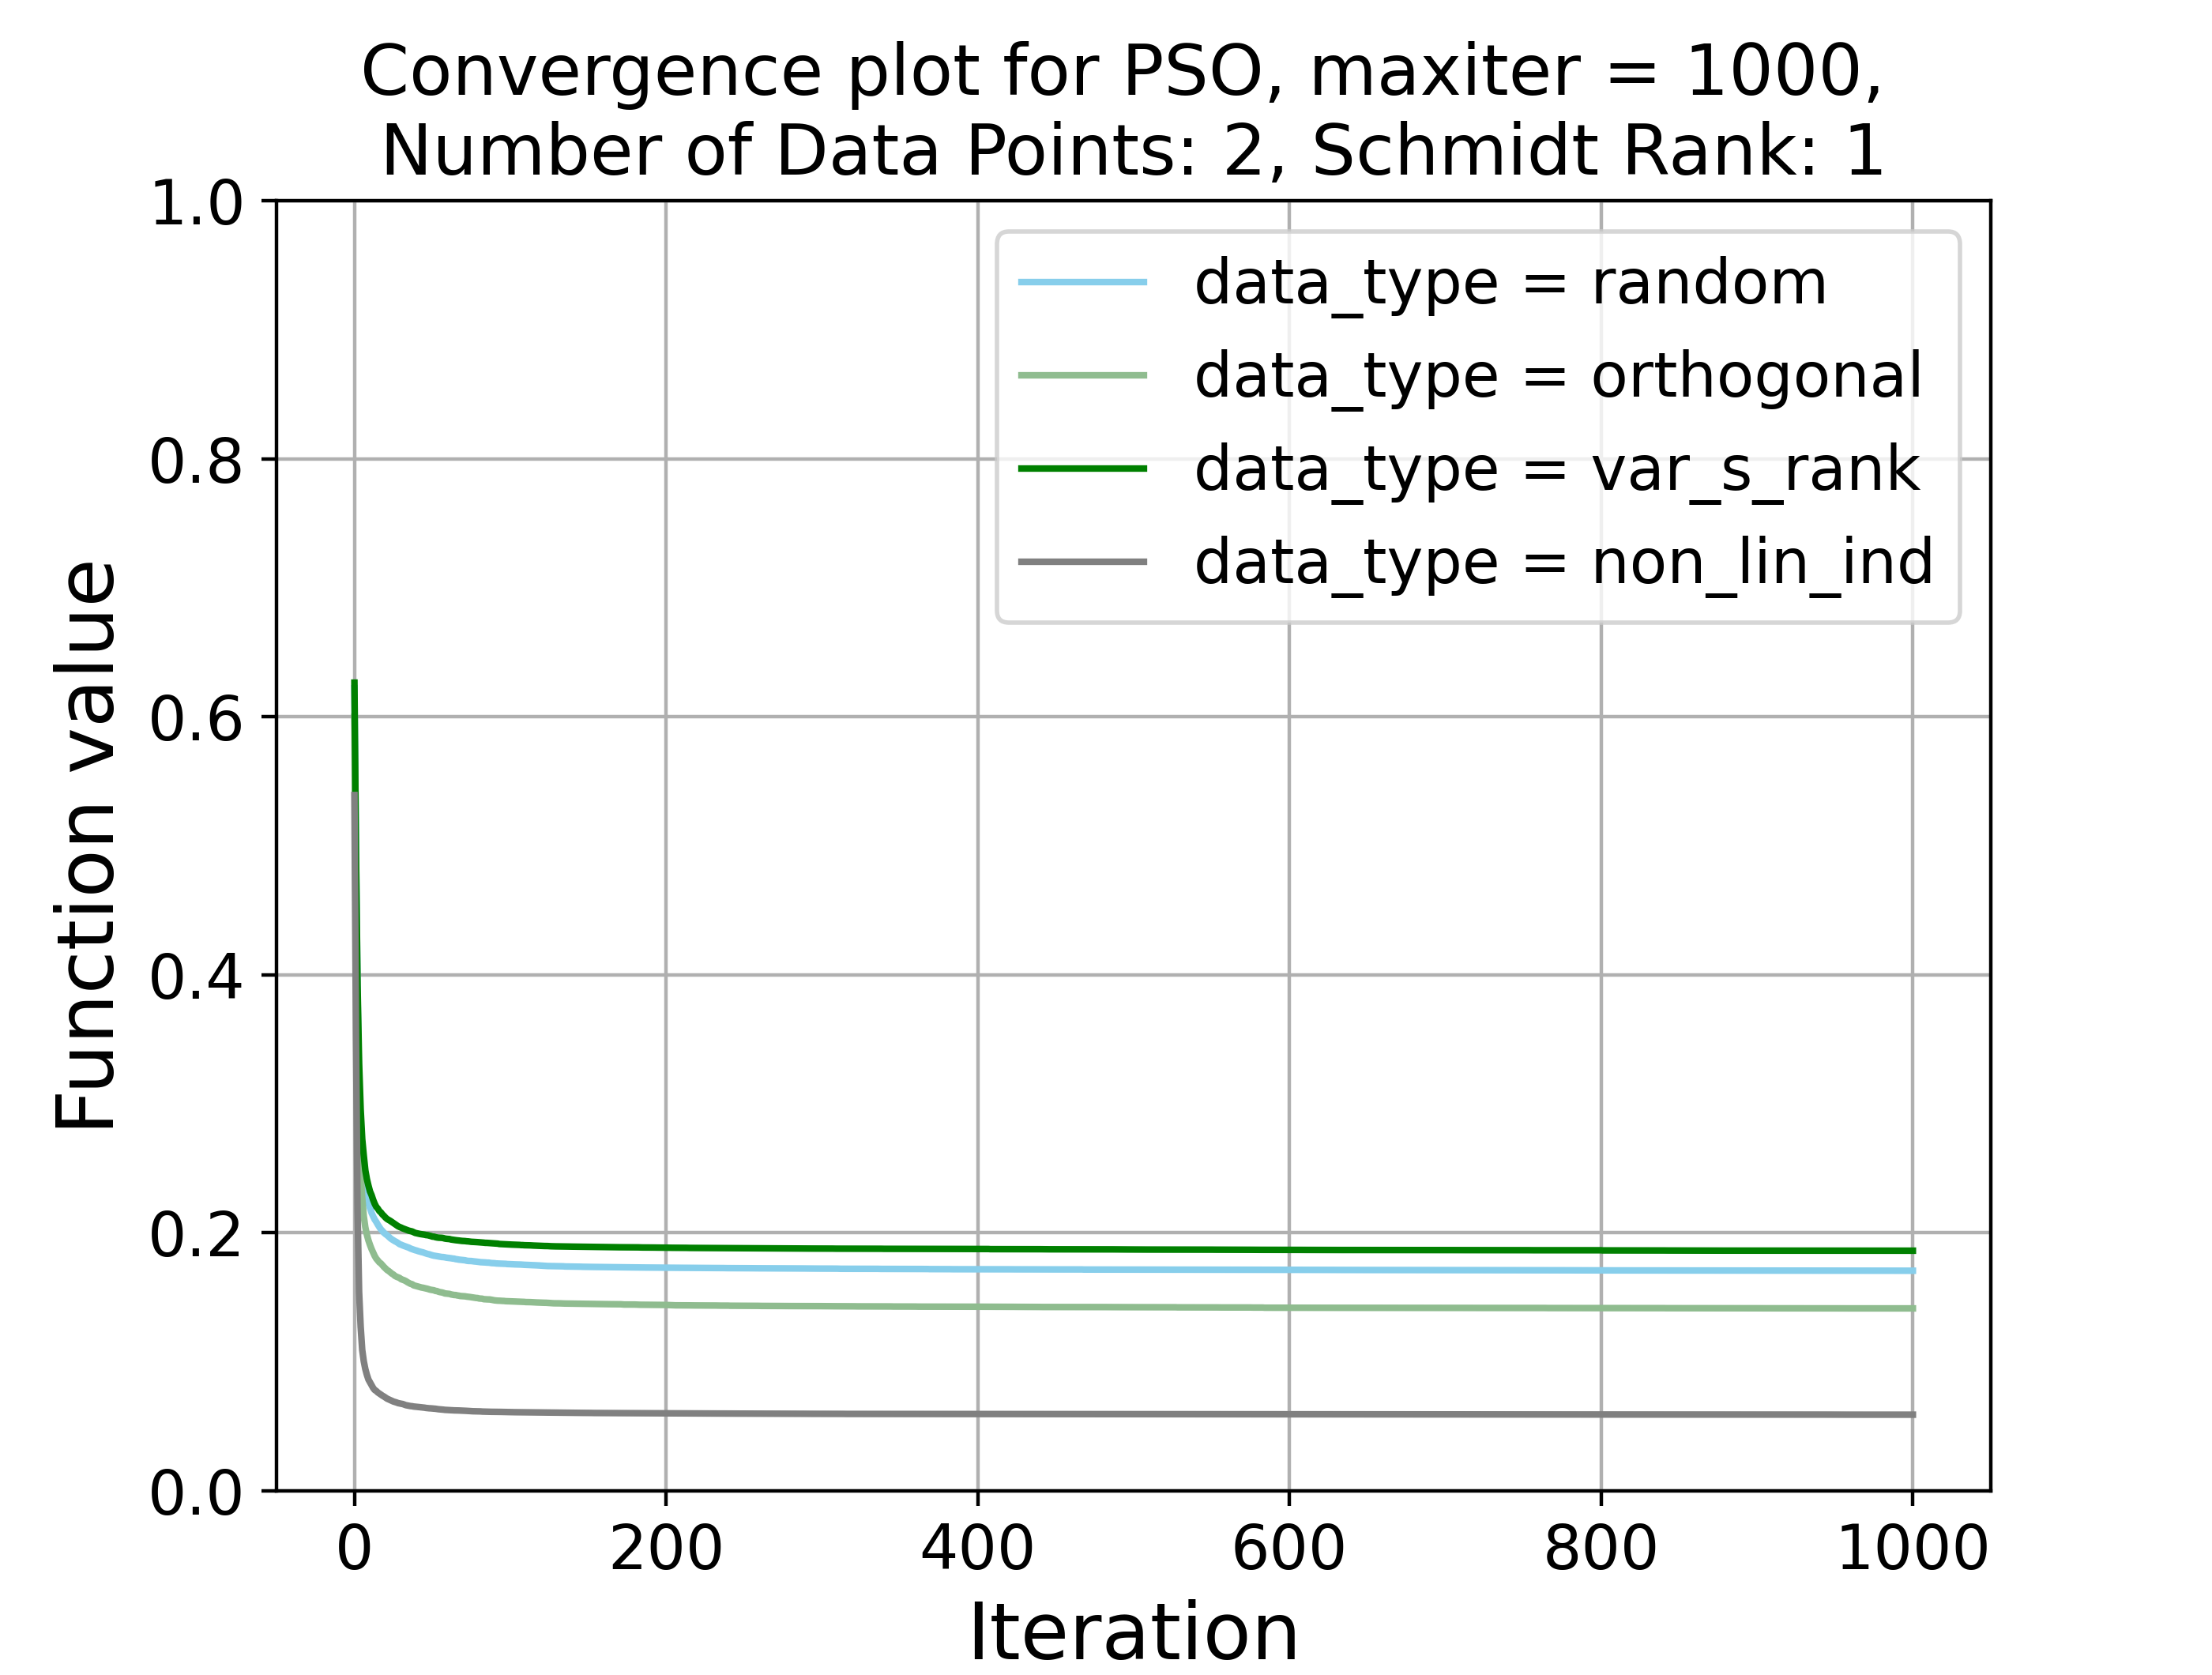 Convergence plot for PSO, maxiter = 1000,
Number of Data Points: 2, Schmidt Rank: 1
1.0
0.8
0.6
0.4
0.2
0.0
Function value
data_type = random
data_type = orthogonal
data_type = var_s_rank
data_type = non_lin_ind
0 200 400 600 800 1000
Iteration